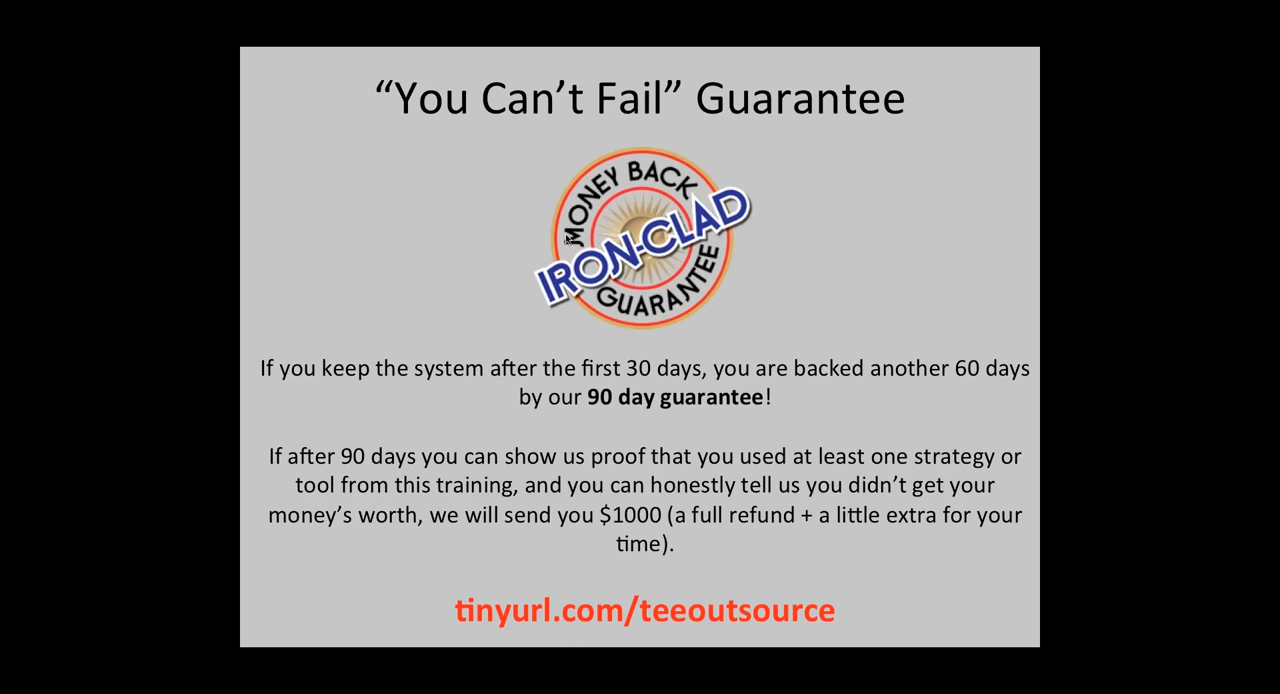 “You Can’t Fail” Guarantee
MONEY BACK
IRON-CLAD
GUARANTEE
If you keep the system after the first 30 days, you are backed another 60 days
by our 90 day guarantee!
If after 90 days you can show us proof that you used at least one strategy or
tool from this training, and you can honestly tell us you didn’t get your
money’s worth, we will send you $1000 (a full refund + a little extra for your
time).
tinyurl.com/teeoutsource